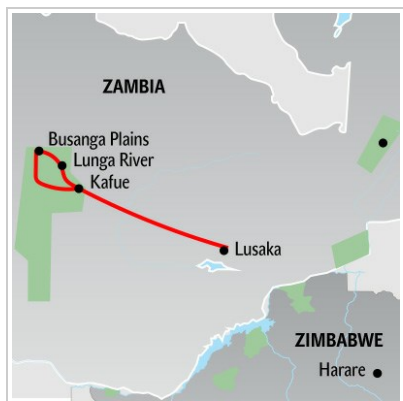 ZAMBIA
Busanga Plains
Lunga River
Kafue
Lusaka
ZIMBABWE
Harare